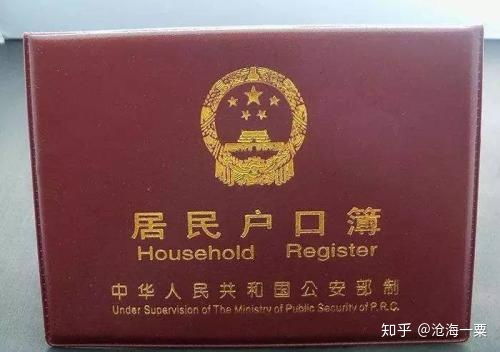 居民户口簿
Household Register
中华人民共和国公安部制
Under Supervision of The Ministry of Public Security of P.R.C.
知乎 @沧海一粟